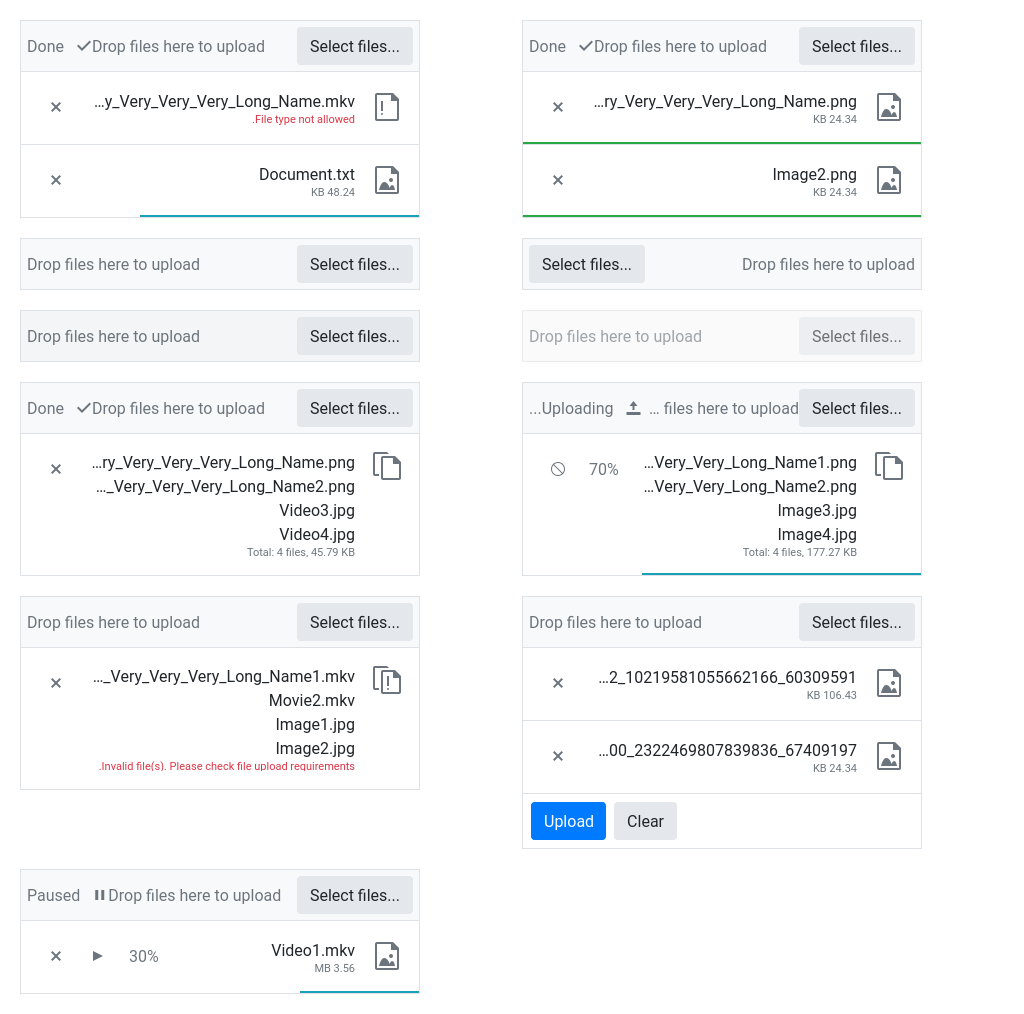 Done Drop files here to upload Select files...
...y_Very_Very_Very_Long_Name.mkv
.File type not allowed
Document.txt
KB 48.24
Done Drop files here to upload Select files...
...ry_Very_Very_Very_Long_Name.png
KB 24.34
Image2.png
KB 24.34
Drop files here to upload Select files...
Select files... Drop files here to upload
Drop files here to upload Select files...
Drop files here to upload Select files...
Done Drop files here to upload Select files...
...ry_Very_Very_Very_Long_Name.png
..._Very_Very_Very_Long_Name2.png
Video3.jpg
Video4.jpg
Total: 4 files, 45.79 KB
...Uploading ... files here to upload Select files...
70% ...Very_Very_Long_Name1.png
...Very_Very_Long_Name2.png
Image3.jpg
Image4.jpg
Total: 4 files, 177.27 KB
Drop files here to upload Select files...
..._Very_Very_Very_Long_Name1.mkv
Movie2.mkv
Image1.jpg
Image2.jpg
.Invalid file(s). Please check file upload requirements
Drop files here to upload Select files...
...2_10219581055662166_60309591
KB 106.43
...00_2322469807839836_67409197
KB 24.34
Upload Clear
Paused Drop files here to upload Select files...
30% Video1.mkv
MB 3.56